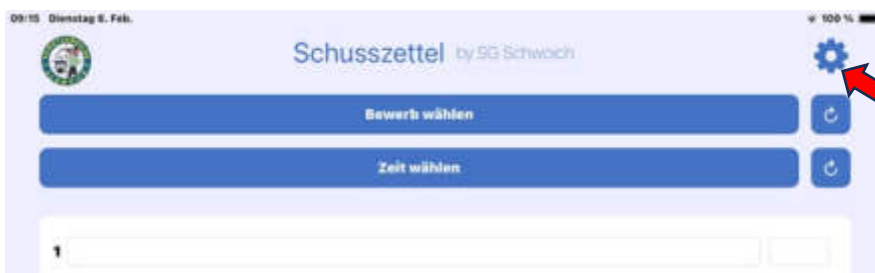 09:15 Dienstag 6. Feb.
100 %
Schusszettel by SG Schwoich
Bewerb wählen
Zeit wählen
1